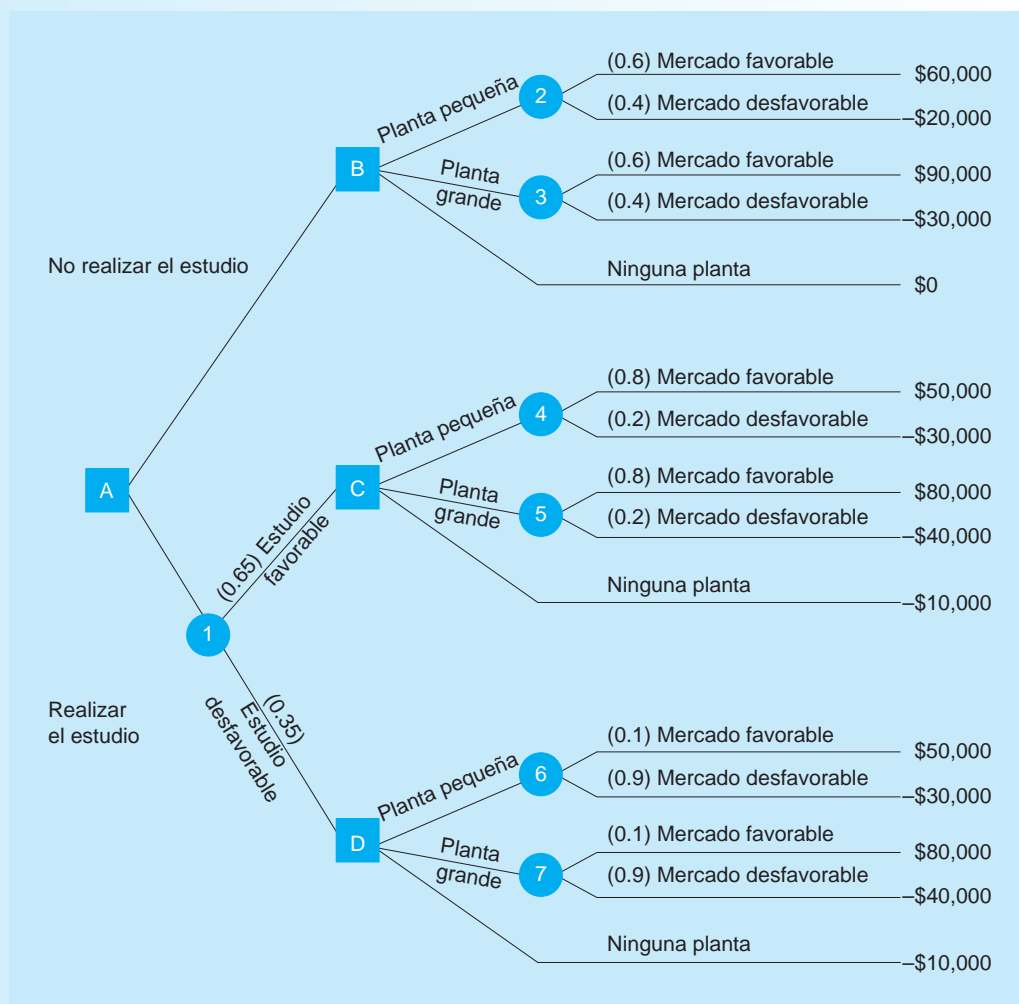 (0.6) Mercado favorable
$60,000
Planta pequeña
2
(0.4) Mercado desfavorable
–$20,000
B
(0.6) Mercado favorable
$90,000
Planta
grande
3
(0.4) Mercado desfavorable
–$30,000
No realizar el estudio
Ninguna planta
$0
(0.8) Mercado favorable
$50,000
Planta pequeña
4
(0.2) Mercado desfavorable
–$30,000
A
C
(0.8) Mercado favorable
$80,000
Planta
grande
5
(0.2) Mercado desfavorable
–$40,000
(0.65) Estudio
favorable
Ninguna planta
–$10,000
1
Realizar
el estudio
(0.35)
Estudio
desfavorable
(0.1) Mercado favorable
$50,000
Planta pequeña
6
(0.9) Mercado desfavorable
–$30,000
D
(0.1) Mercado favorable
$80,000
Planta
grande
7
(0.9) Mercado desfavorable
–$40,000
Ninguna planta
–$10,000